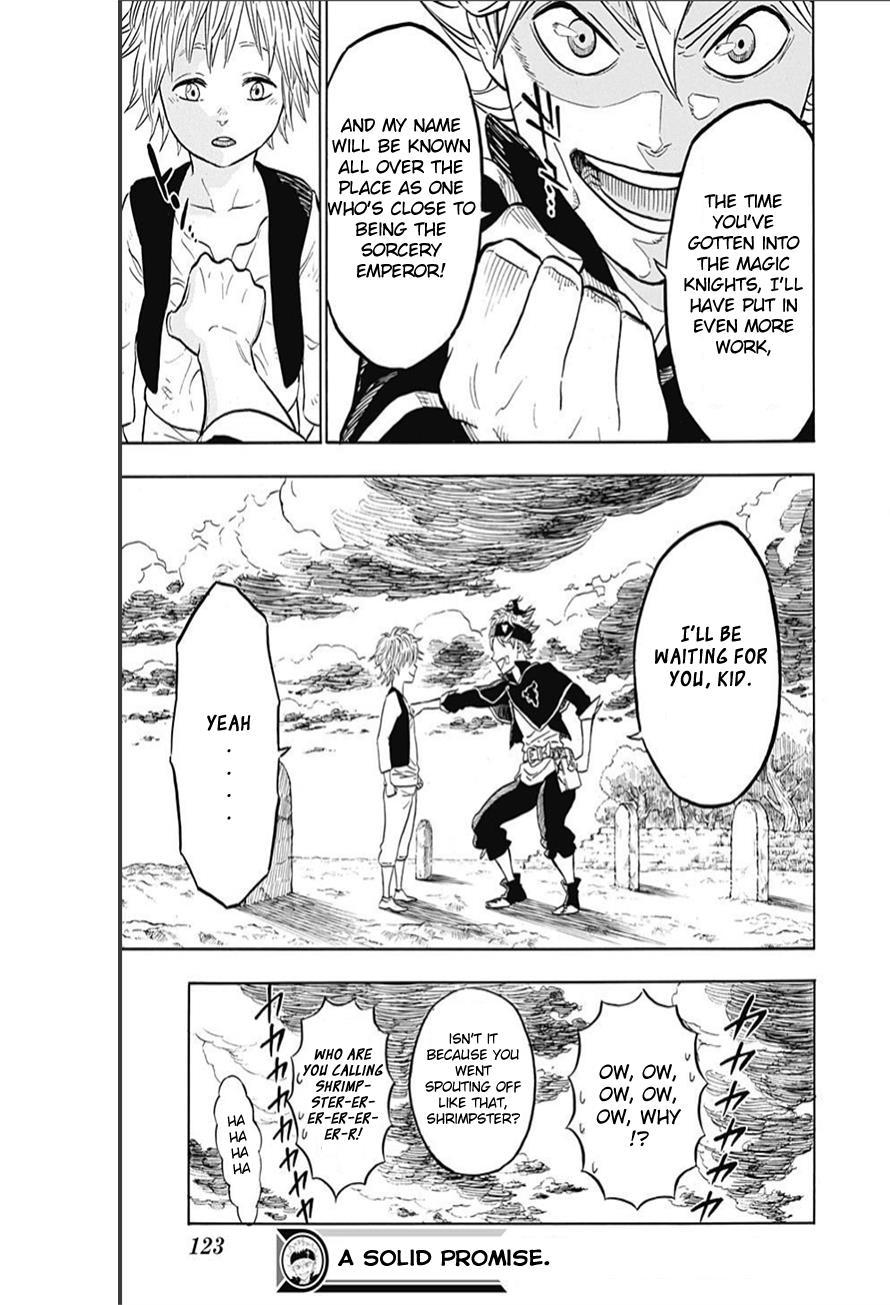 THE TIME
YOU'VE
GOTTEN INTO
THE MAGIC
KNIGHTS, I'LL
HAVE PUT IN
EVEN MORE
WORK,
AND MY NAME
WILL BE KNOWN
ALL OVER THE
PLACE AS ONE
WHO'S CLOSE TO
BEING THE
SORCERY
EMPEROR!
I'LL BE
WAITING FOR
YOU, KID.
YEAH
.
.
.
.
OW, OW,
OW, OW,
OW, WHY
!?
ISN'T IT
BECAUSE YOU
WENT
SPOUTING OFF
LIKE THAT,
SHRIMPSTER?
WHO ARE
YOU CALLING
SHRIMP-
STER-ER-
ER-ER-ER-
ER-R!
HA
HA
HA
HA
123
A SOLID PROMISE.